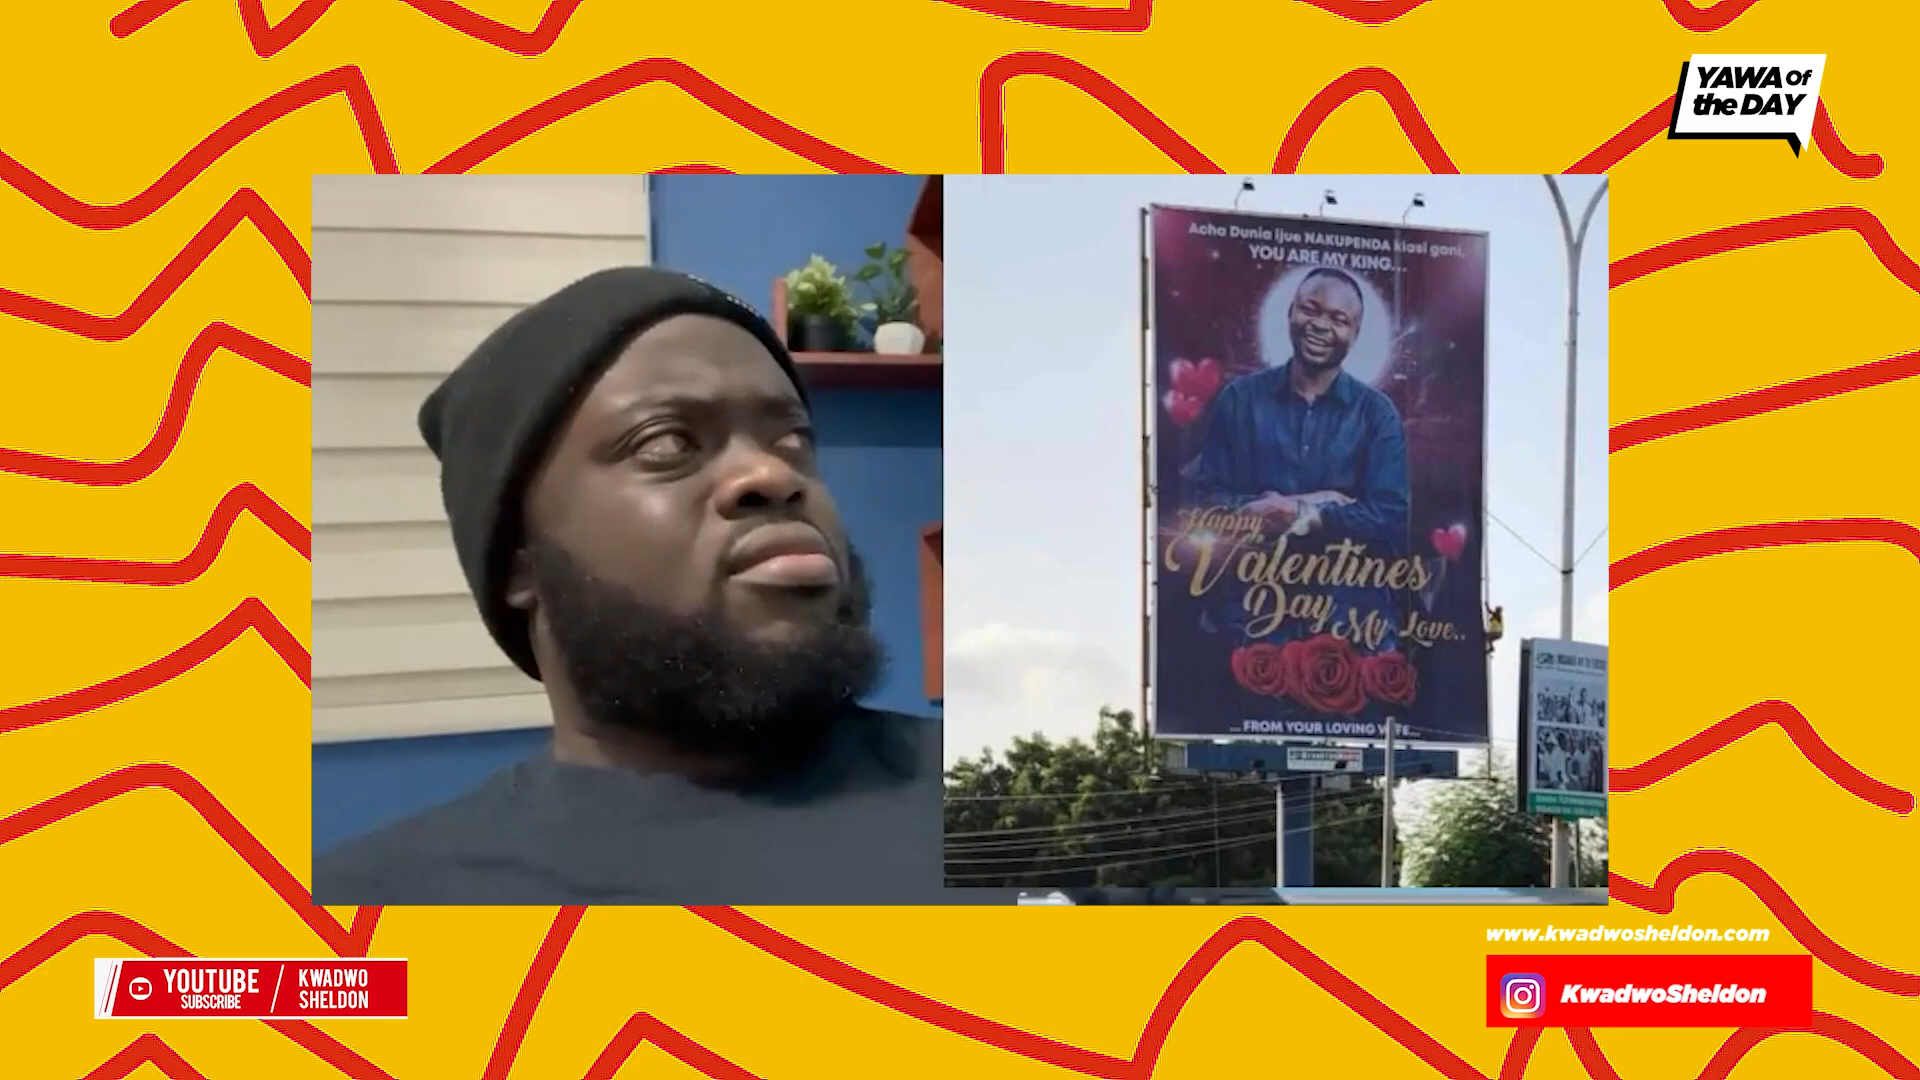 YAWA of
the DAY
Acha Dunia ijue NAKUPENDA kiasi gani,
YOU ARE MY KING...
Happy
Valentines
Day My Love..
... FROM YOUR LOVING WIFE...
www.kwadwosheldon.com
KwadwoSheldon
YOUTUBE
SUBSCRIBE
KWADWO
SHELDON